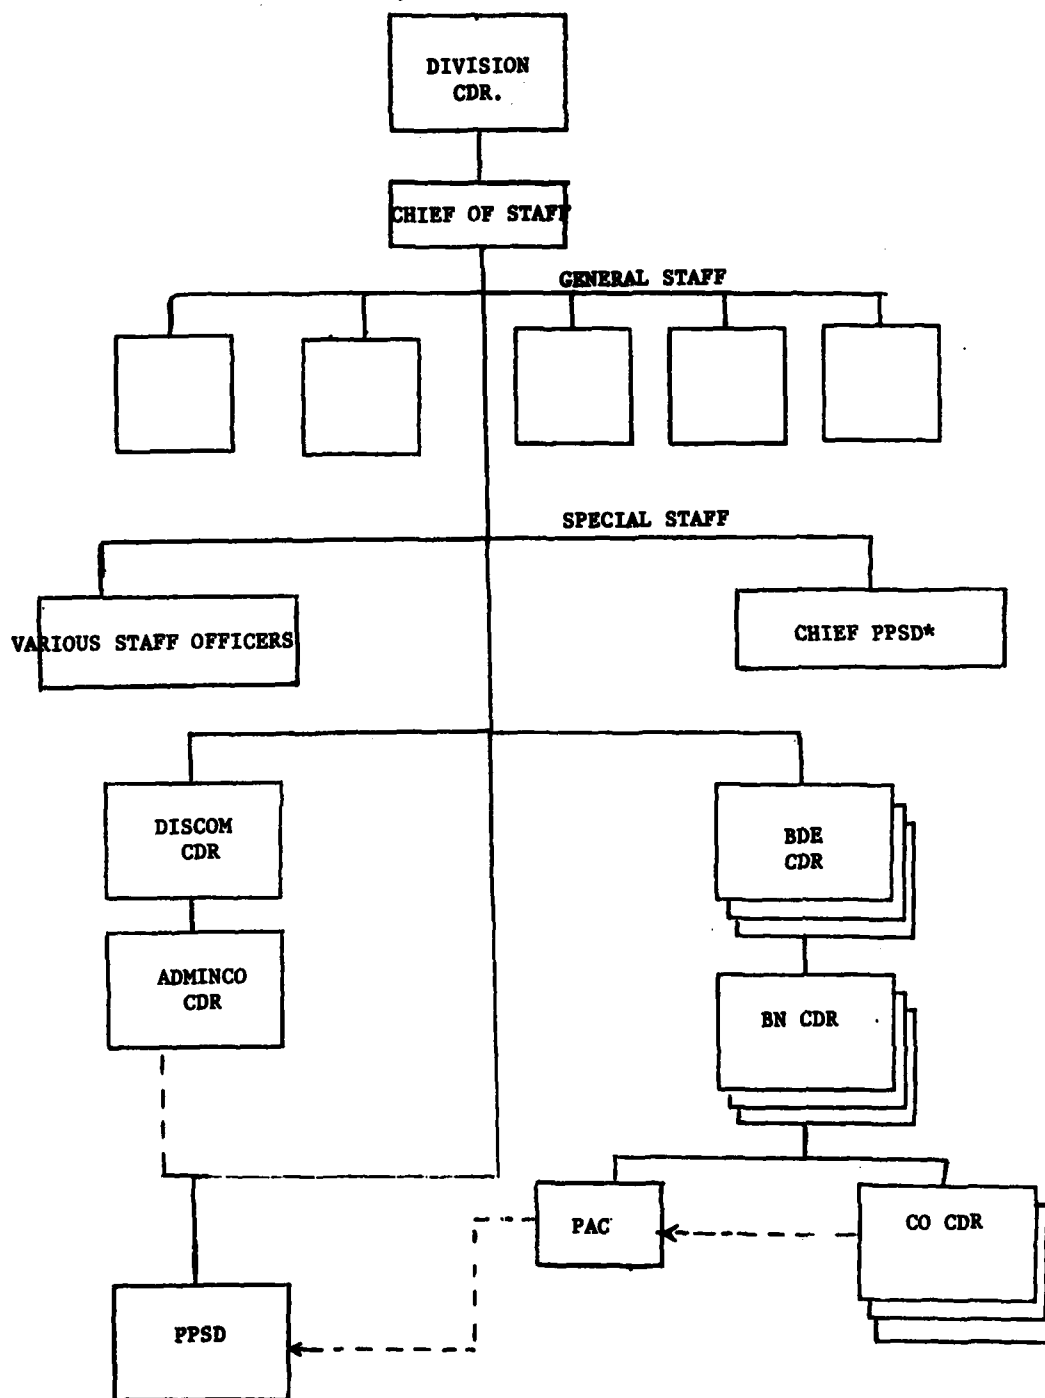 DIVISION
CDR.
CHIEF OF STAFF
GENERAL STAFF
SPECIAL STAFF
VARIOUS STAFF OFFICERS
CHIEF PPSD*
DISCOM
CDR
BDE
CDR
ADMINCO
CDR
BN CDR
PAC
CO CDR
PPSD